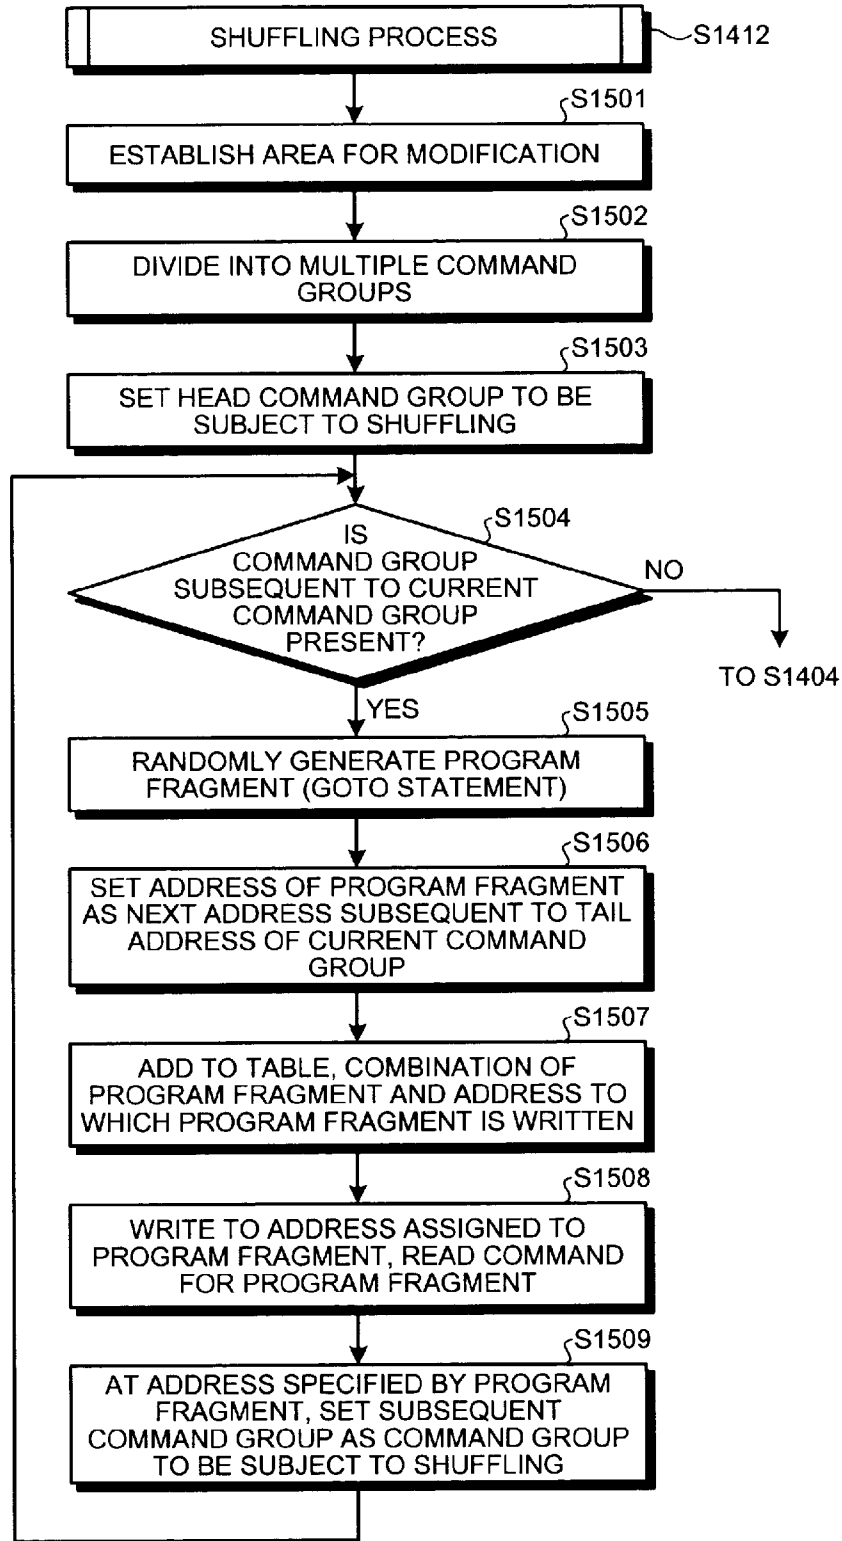 SHUFFLING PROCESS
S1412
S1501
ESTABLISH AREA FOR MODIFICATION
S1502
DIVIDE INTO MULTIPLE COMMAND
GROUPS
S1503
SET HEAD COMMAND GROUP TO BE
SUBJECT TO SHUFFLING
S1504
IS
COMMAND GROUP
SUBSEQUENT TO CURRENT
COMMAND GROUP
PRESENT?
NO
TO S1404
YES
S1505
RANDOMLY GENERATE PROGRAM
FRAGMENT (GOTO STATEMENT)
S1506
SET ADDRESS OF PROGRAM FRAGMENT
AS NEXT ADDRESS SUBSEQUENT TO TAIL
ADDRESS OF CURRENT COMMAND
GROUP
S1507
ADD TO TABLE, COMBINATION OF
PROGRAM FRAGMENT AND ADDRESS TO
WHICH PROGRAM FRAGMENT IS WRITTEN
S1508
WRITE TO ADDRESS ASSIGNED TO
PROGRAM FRAGMENT, READ COMMAND
FOR PROGRAM FRAGMENT
S1509
AT ADDRESS SPECIFIED BY PROGRAM
FRAGMENT, SET SUBSEQUENT
COMMAND GROUP AS COMMAND GROUP
TO BE SUBJECT TO SHUFFLING